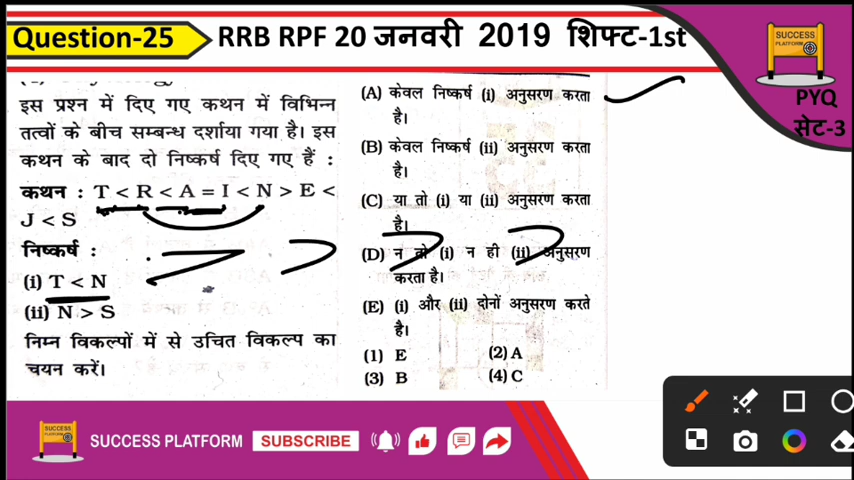 Question-25
RRB RPF 20 जनवरी 2019 शिफ्ट-1st
SUCCESS
PLATFORM
PYQ
सेट-3
इस प्रश्न में दिए गए कथन में विभिन्न
तत्वों के बीच सम्बन्ध दर्शाया गया है। इस
कथन के बाद दो निष्कर्ष दिए गए हैं :
कथन : T < R < A = I < N > E <
J < S
निष्कर्ष :
(i) T < N
(ii) N > S
निम्न विकल्पों में से उचित विकल्प का
चयन करें।
(A) केवल निष्कर्ष (i) अनुसरण करता
है।
(B) केवल निष्कर्ष (ii) अनुसरण करता
है।
(C) या तो (i) या (ii) अनुसरण करता
है।
(D) न तो (i) न ही (ii) अनुसरण
करता है।
(E) (i) और (ii) दोनों अनुसरण करते
है।
(1) E (2) A
(3) B (4) C
SUCCESS
PLATFORM
SUCCESS PLATFORM SUBSCRIBE